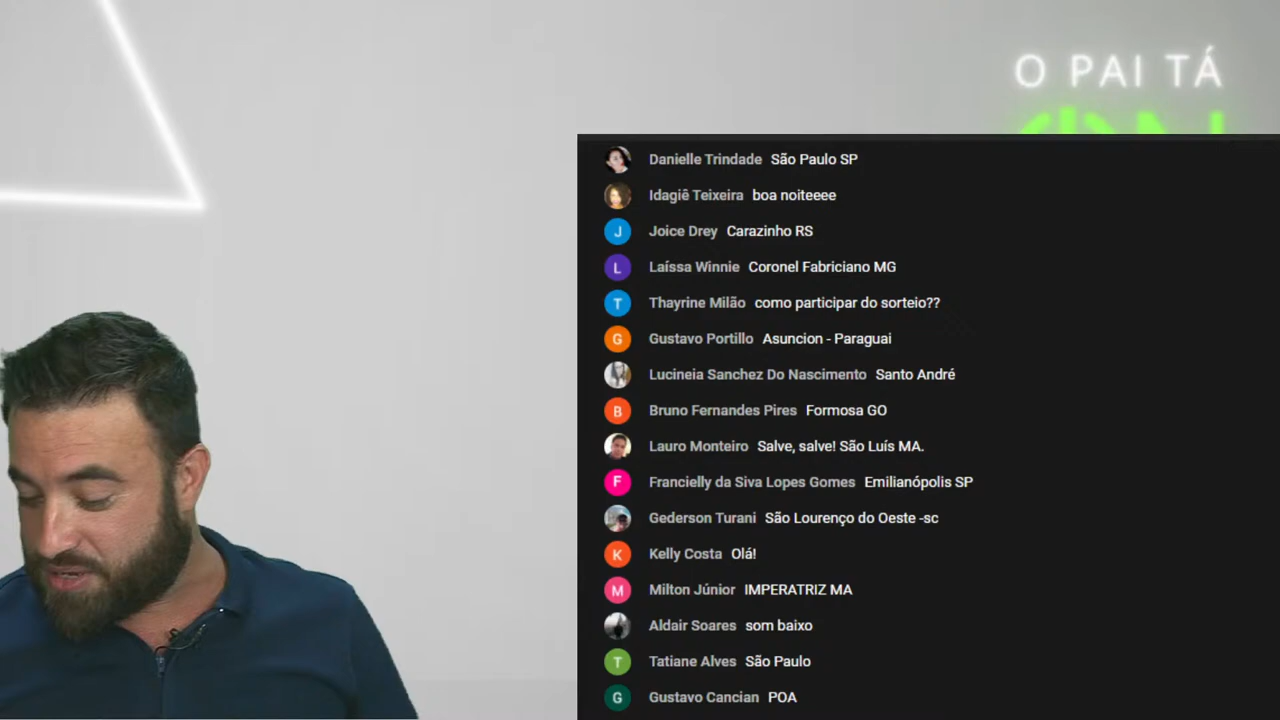 O PAI TÁ
ON
Danielle Trindade São Paulo SP
Idagiê Teixeira boa noiteeee
J Joice Drey Carazinho RS
L Laíssa Winnie Coronel Fabriciano MG
T Thayrine Milão como participar do sorteio??
G Gustavo Portillo Asuncion - Paraguai
Lucineia Sanchez Do Nascimento Santo André
B Bruno Fernandes Pires Formosa GO
Lauro Monteiro Salve, salve! São Luís MA.
F Francielly da Siva Lopes Gomes Emilianópolis SP
Gederson Turani São Lourenço do Oeste -sc
K Kelly Costa Olá!
M Milton Júnior IMPERATRIZ MA
Aldair Soares som baixo
T Tatiane Alves São Paulo
G Gustavo Cancian POA